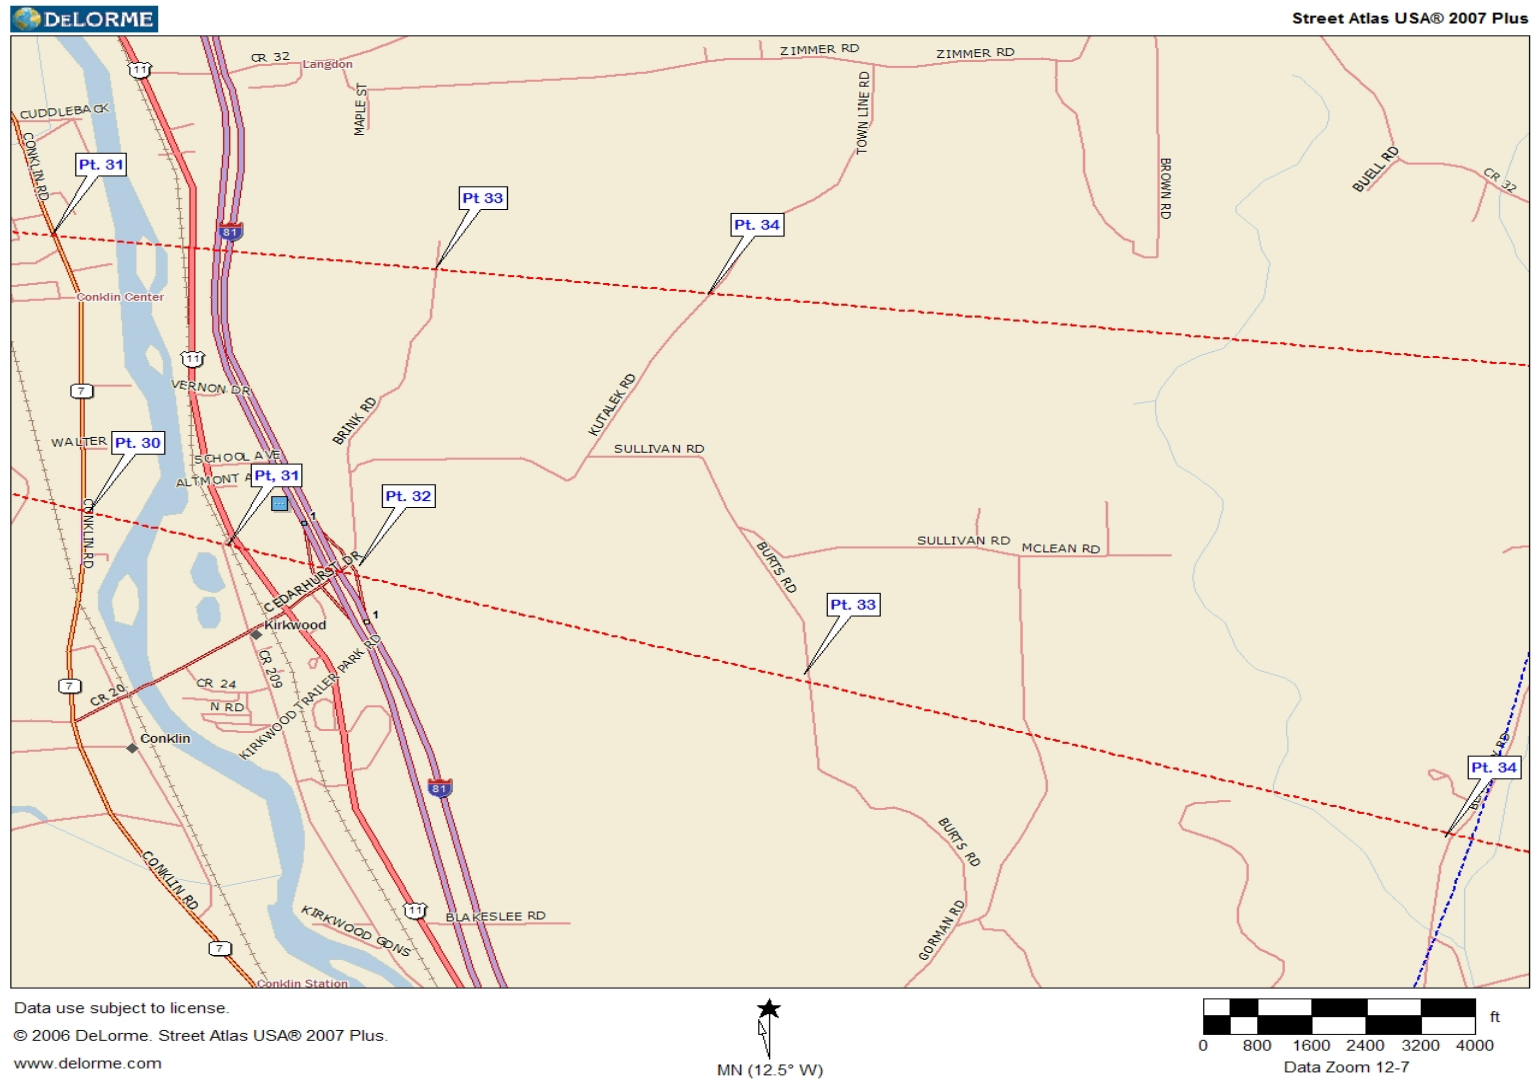 DELORME
Street Atlas USA® 2007 Plus
11
CR 32
Langdon
ZIMMER RD
ZIMMER RD
MAPLE ST
TOWN LINE RD
CUDDLEBACK
CONKLIN RD
Pt. 31
BROWN RD
BUELL RD
CR 32
Pt 33
Pt. 34
81
Conklin Center
11
7
VERNON DR
BRINK RD
KUTALEK RD
WALTER
Pt. 30
SCHOOL AVE
SULLIVAN RD
ALTMONT A
Pt, 31
Pt. 32
CONKLIN RD
1
SULLIVAN RD
MCLEAN RD
BURTS RD
CEDARHURST DR
Pt. 33
1
Kirkwood
CR 209
KIRKWOOD TRAILER PARK RD
7
CR 20
CR 24
N RD
Conklin
RD
Pt. 34
81
BURTS RD
CONKLIN RD
11
BLAKESLEE RD
KIRKWOOD GDNS
GORMAN RD
7
Conklin Station
Data use subject to license.
© 2006 DeLorme. Street Atlas USA® 2007 Plus.
www.delorme.com
MN (12.5° W)
ft
0 800 1600 2400 3200 4000
Data Zoom 12-7